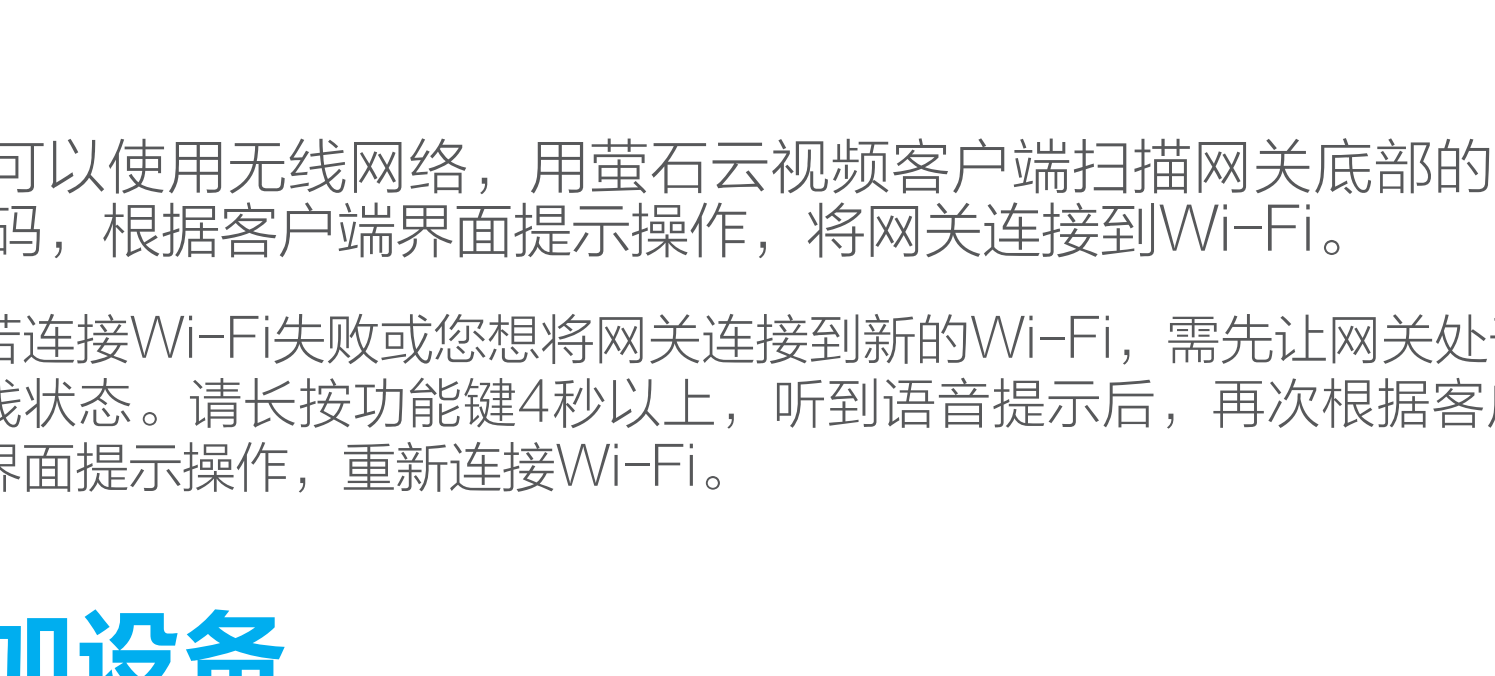 可以使用无线网络，用萤石云视频客户端扫描网关底部的
码，根据客户端界面提示操作，将网关连接到Wi-Fi。
若连接Wi-Fi失败或您想将网关连接到新的Wi-Fi，需先让网关处
线状态。请长按功能键4秒以上，听到语音提示后，再次根据客户
界面提示操作，重新连接Wi-Fi。
加设备